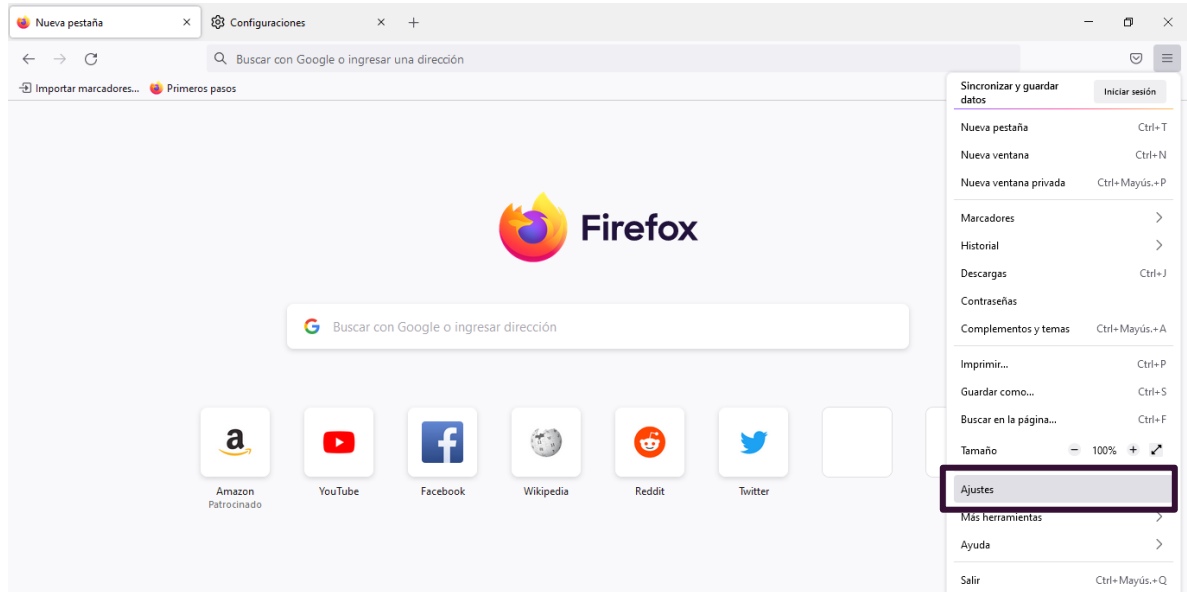 Nueva pestaña
Configuraciones
Buscar con Google o ingresar una dirección
Importar marcadores... Primeros pasos
Firefox
Buscar con Google o ingresar dirección
a
Amazon
Patrocinado
YouTube
Facebook
Wikipedia
Reddit
Twitter
Sincronizar y guardar
datos
Iniciar sesión
Nueva pestaña Ctrl+T
Nueva ventana Ctrl+N
Nueva ventana privada Ctrl+Mayús.+P
Marcadores
Historial
Descargas Ctrl+J
Contraseñas
Complementos y temas Ctrl+Mayús.+A
Imprimir... Ctrl+P
Guardar como... Ctrl+S
Buscar en la página... Ctrl+F
Tamaño − 100% +
Ajustes
Más herramientas
Ayuda
Salir Ctrl+Mayús.+Q